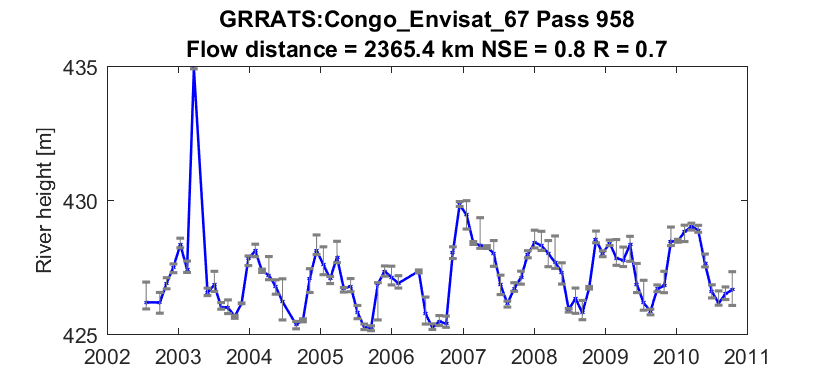 GRRATS:Congo_Envisat_67 Pass 958
Flow distance = 2365.4 km NSE = 0.8 R = 0.7
River height [m]
435
430
425
2002 2003 2004 2005 2006 2007 2008 2009 2010 2011